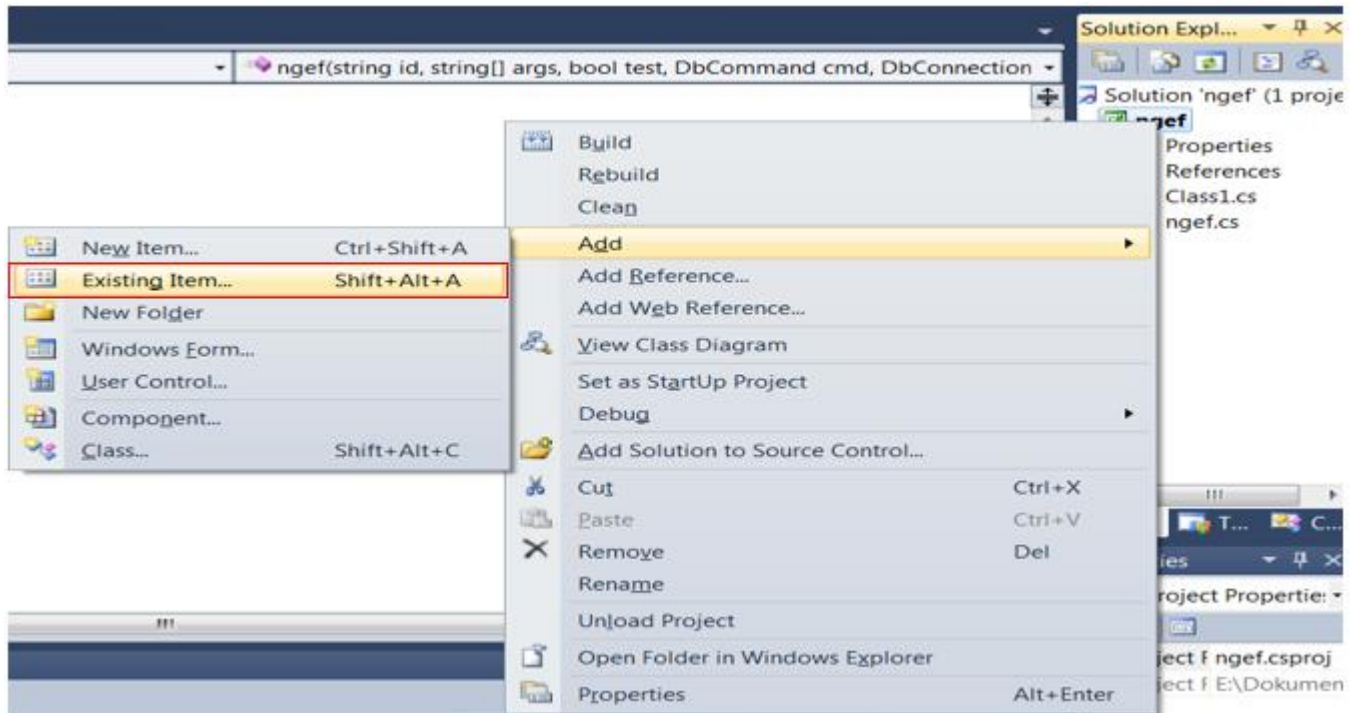 Solution Expl...
ngef(string id, string[] args, bool test, DbCommand cmd, DbConnection
Solution 'ngef' (1 proje
ngef
Properties
References
Class1.cs
ngef.cs
Build
Rebuild
Clean
Add
Add Reference...
Add Web Reference...
View Class Diagram
Set as StartUp Project
Debug
Add Solution to Source Control...
Cut Ctrl+X
Paste Ctrl+V
Remove Del
Rename
Unload Project
Open Folder in Windows Explorer
Properties Alt+Enter
New Item... Ctrl+Shift+A
Existing Item... Shift+Alt+A
New Folder
Windows Form...
User Control...
Component...
Class... Shift+Alt+C
T... C...
ies
roject Propertie
ject F ngef.csproj
ject F E:\Dokumen